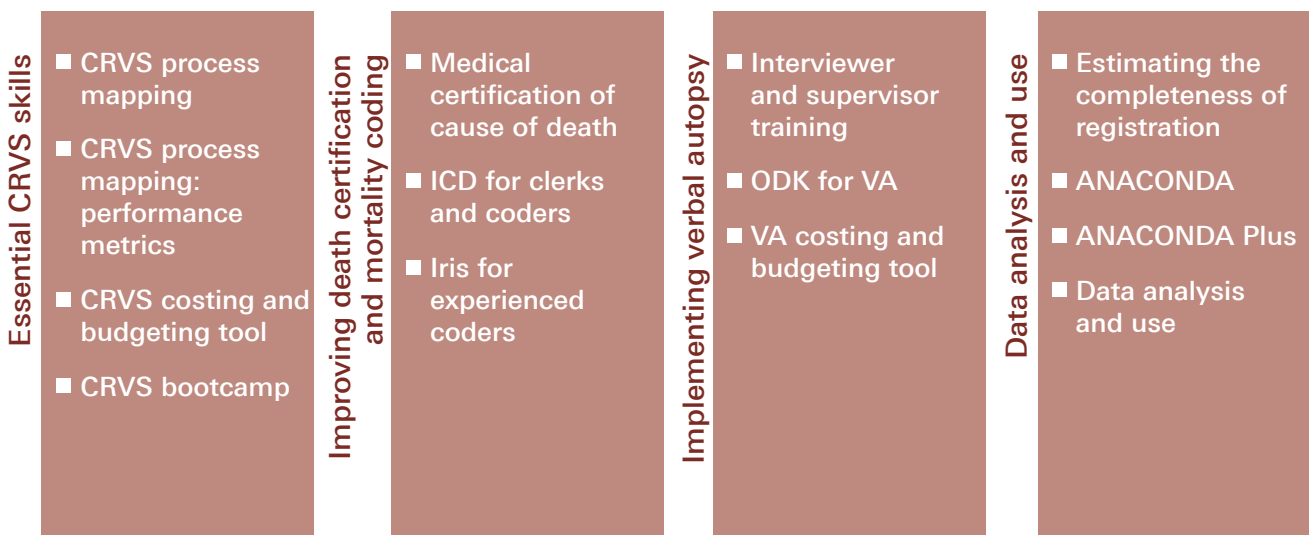 Essential CRVS skills
CRVS process
mapping
CRVS process
mapping:
performance
metrics
CRVS costing and
budgeting tool
CRVS bootcamp
Improving death certification
and mortality coding
Medical
certification of
cause of death
ICD for clerks
and coders
Iris for
experienced
coders
Implementing verbal autopsy
Interviewer
and supervisor
training
ODK for VA
VA costing and
budgeting tool
Data analysis and use
Estimating the
completeness of
registration
ANACONDA
ANACONDA Plus
Data analysis
and use